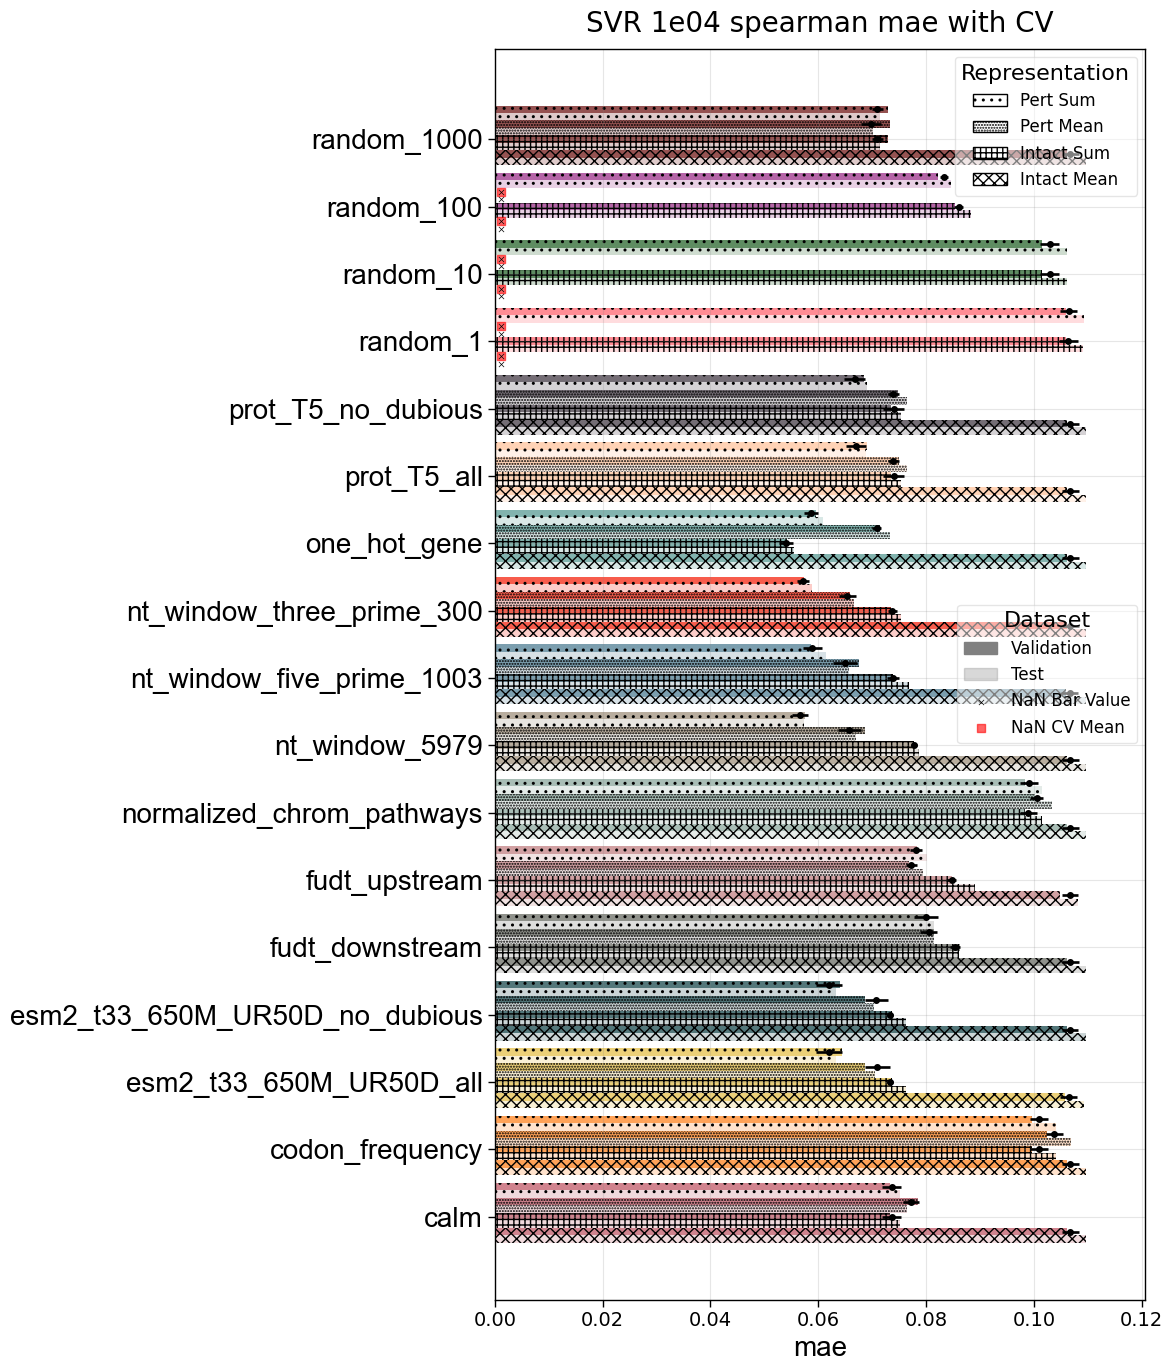 SVR 1e04 spearman mae with CV
Representation
Pert Sum
Pert Mean
Intact Sum
Intact Mean
random_1000
random_100
random_10
random_1
prot_T5_no_dubious
prot_T5_all
one_hot_gene
nt_window_three_prime_300
Dataset
Validation
Test
NaN Bar Value
NaN CV Mean
nt_window_five_prime_1003
nt_window_5979
normalized_chrom_pathways
fudt_upstream
fudt_downstream
esm2_t33_650M_UR50D_no_dubious
esm2_t33_650M_UR50D_all
codon_frequency
calm
0.00 0.02 0.04 0.06 0.08 0.10 0.12
mae